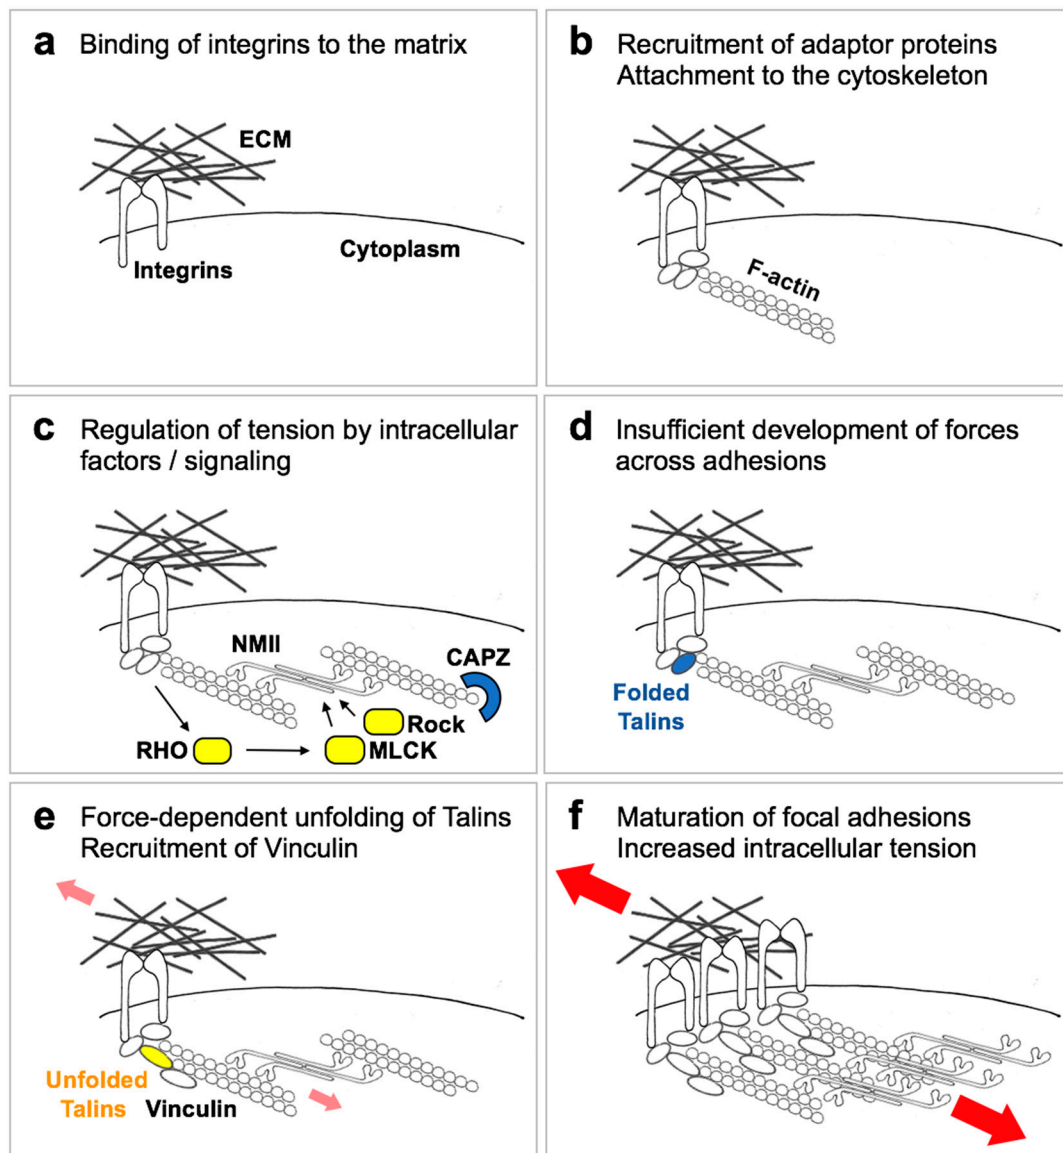 a Binding of integrins to the matrix
ECM
Cytoplasm
Integrins
b Recruitment of adaptor proteins
Attachment to the cytoskeleton
F-actin
c Regulation of tension by intracellular
factors / signaling
NMII
CAPZ
Rock
RHO
MLCK
d Insufficient development of forces
across adhesions
Folded
Talins
e Force-dependent unfolding of Talins
Recruitment of Vinculin
Unfolded
Talins
Vinculin
f Maturation of focal adhesions
Increased intracellular tension